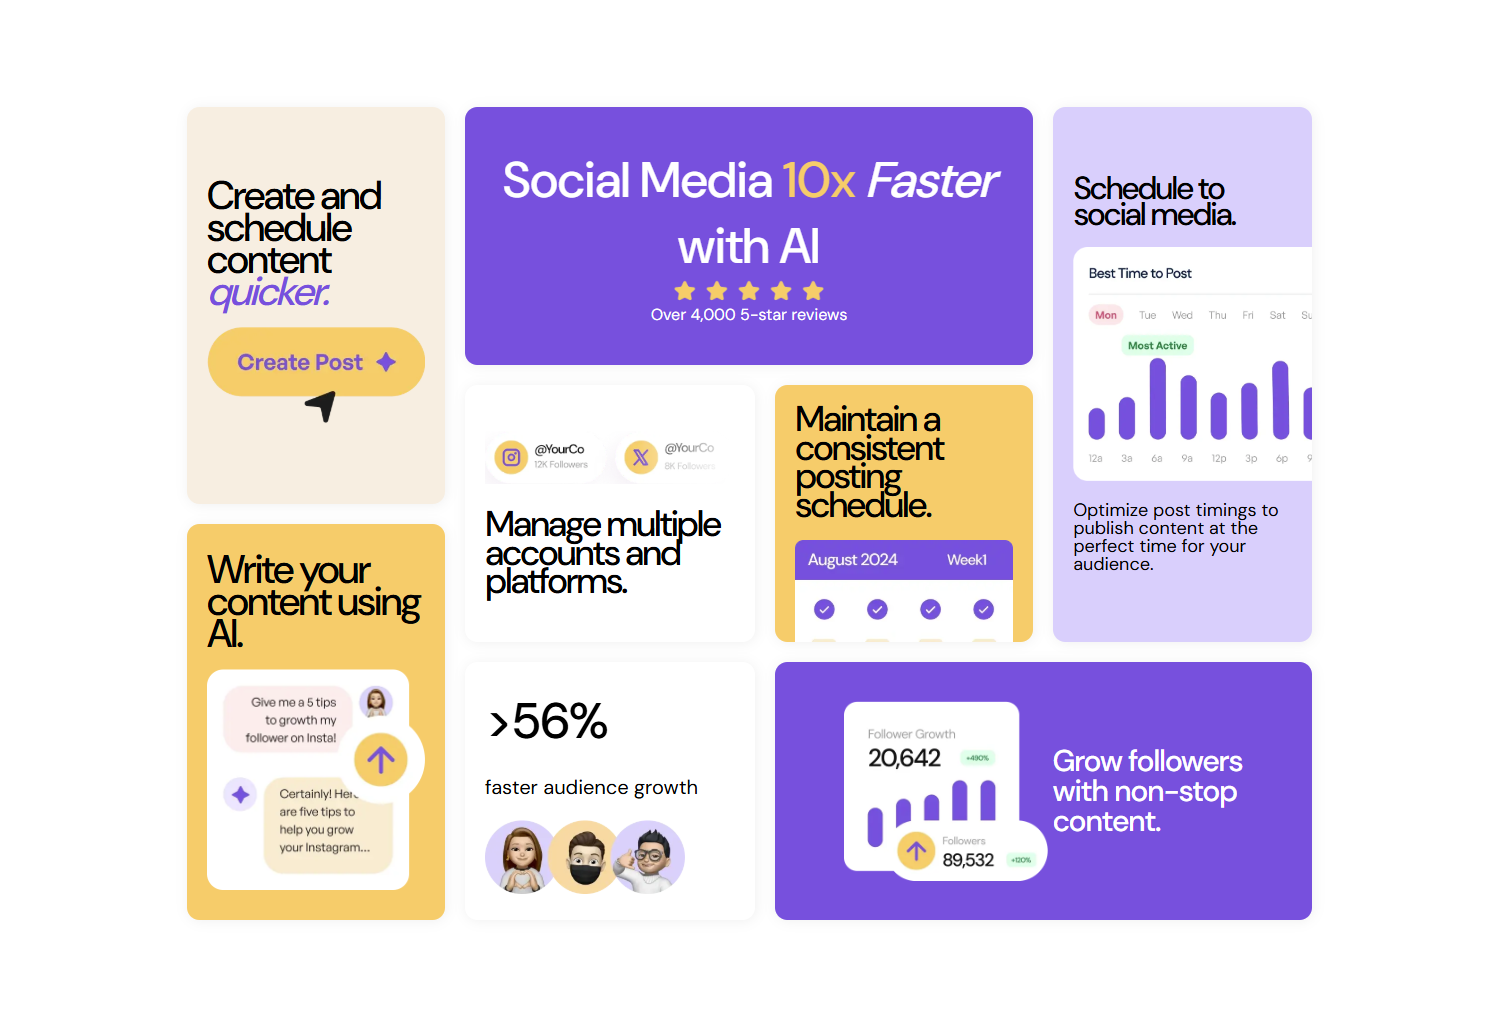 Create and
schedule
content
quicker.
Create Post
Social Media 10x Faster
with AI
Over 4,000 5-star reviews
Schedule to
social media.
Best Time to Post
Mon Tue Wed Thu Fri Sat Su
Most Active
12a 3a 6a 9a 12p 3p 6p 9
Optimize post timings to
publish content at the
perfect time for your
audience.
@YourCo
12K Followers
@YourCo
8K Followers
Manage multiple
accounts and
platforms.
Maintain a
consistent
posting
schedule.
August 2024 Week1
Write your
content using
AI.
Give me a 5 tips
to growth my
follower on Insta!
Certainly! Here
are five tips to
help you grow
your Instagram...
>56%
faster audience growth
Follower Growth
20,642 +490%
Followers
89,532 +120%
Grow followers
with non-stop
content.